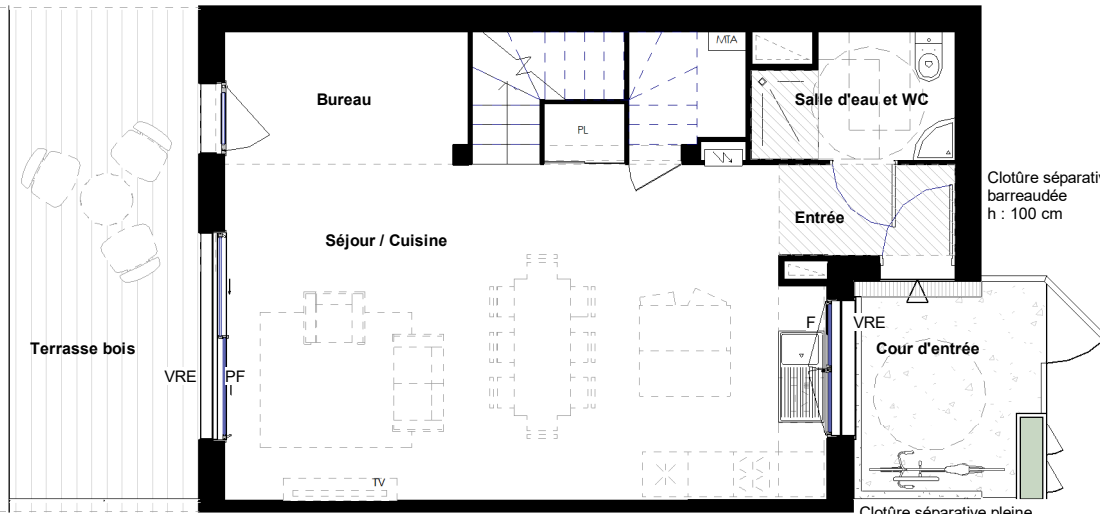 MTA
Bureau
Salle d'eau et WC
PL
Clotûre séparative
barreaudée
h : 100 cm
Entrée
Séjour / Cuisine
F
VRE
Terrasse bois
Cour d'entrée
VRE
PF
TV
Clotûre séparative pleine